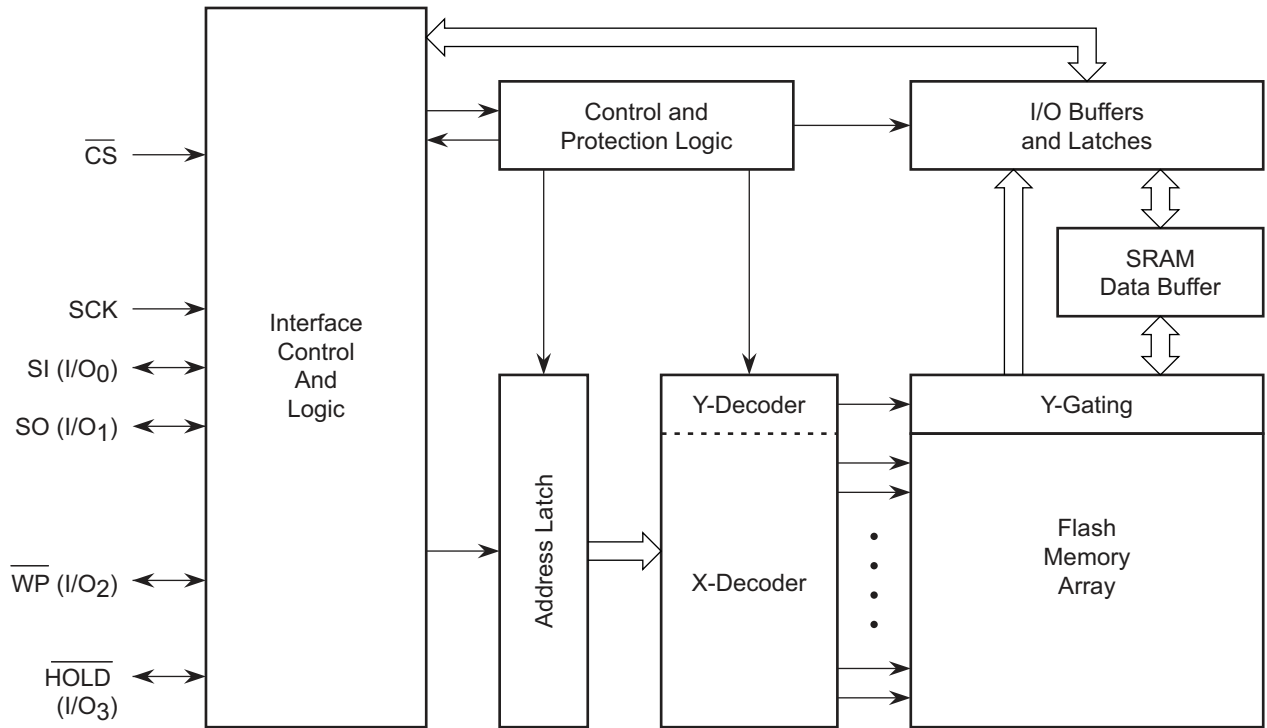 CS
SCK
SI (I/O0)
SO (I/O1)
WP (I/O2)
HOLD
(I/O3)
Interface
Control
And
Logic
Control and
Protection Logic
I/O Buffers
and Latches
SRAM
Data Buffer
Address Latch
Y-Decoder
X-Decoder
Y-Gating
Flash
Memory
Array